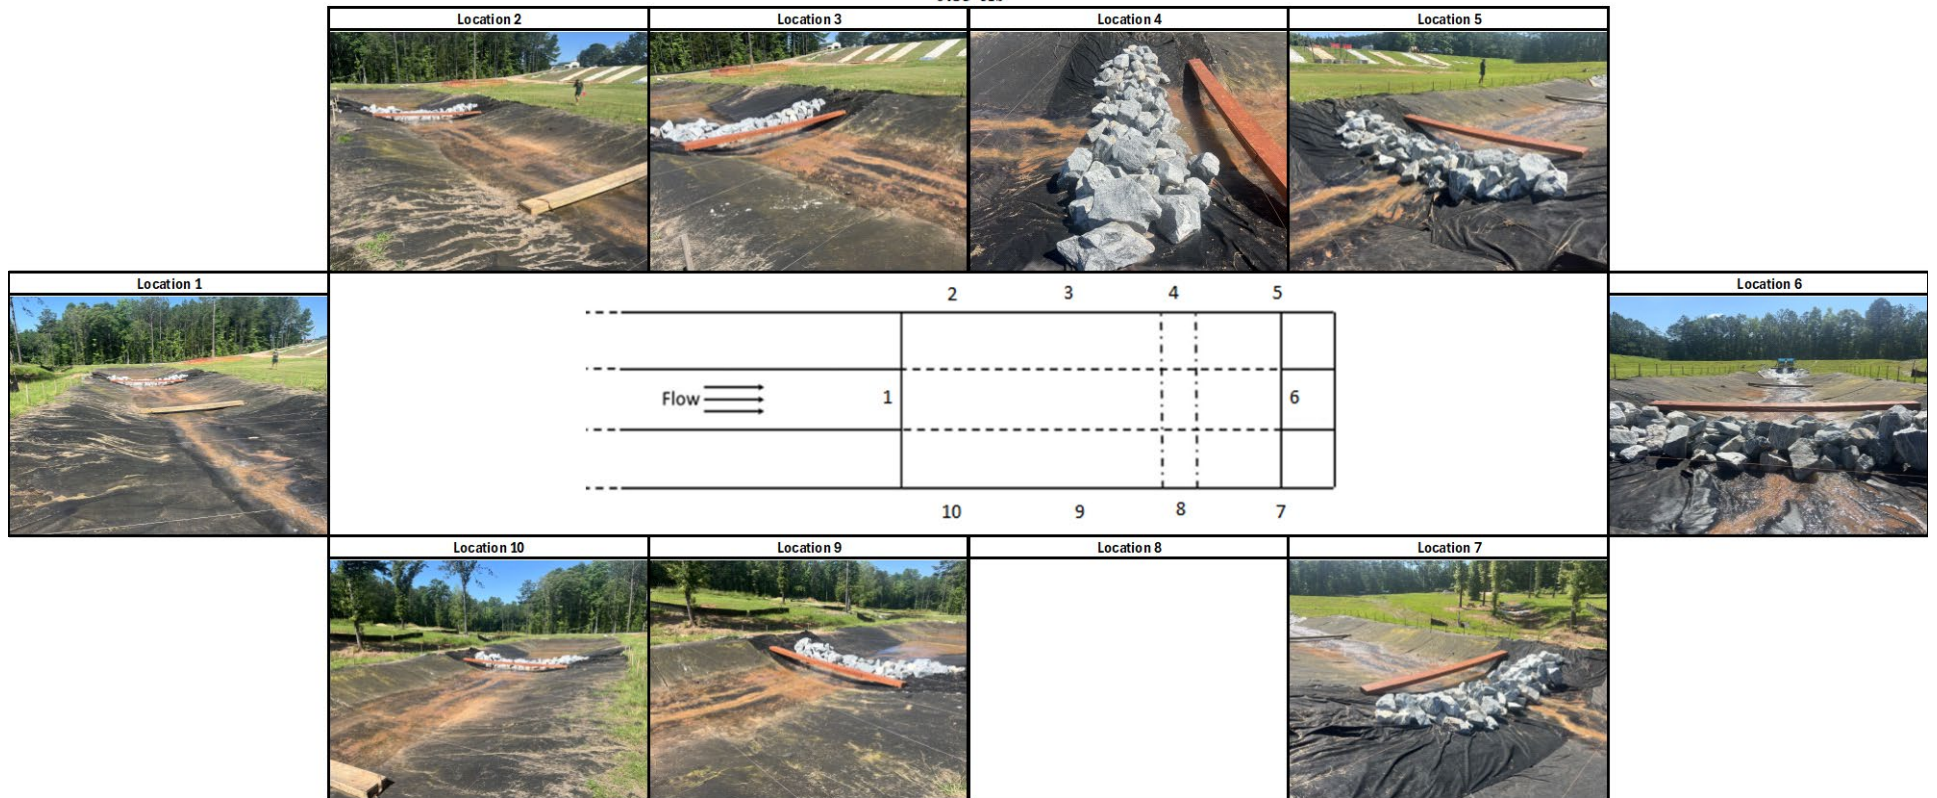 Location 2
Location 3
Location 4
Location 5
Location 1
Location 6
2
3
4
5
Flow
1
6
10
9
8
7
Location 10
Location 9
Location 8
Location 7